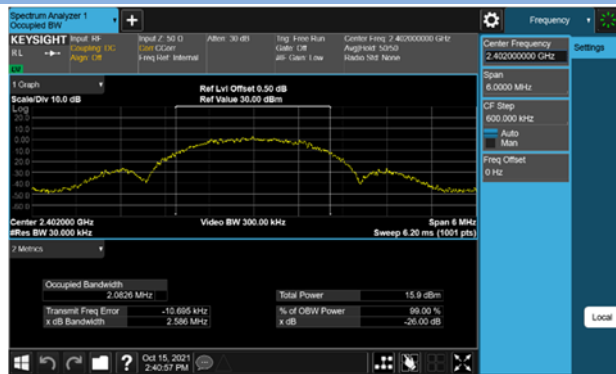 Spectrum Analyzer 1
Occupied BW
Frequency
KEYSIGHT
Input: RF
Input Z: 50 Ω
Atten: 30 dB
Trig: Free Run
Center Freq: 2.402000000 GHz
RL
Coupling: DC
Corr CCorr
Gate: Off
Avg|Hold: 50/50
Align: Off
Freq Ref: Internal
#IF Gain: Low
Radio Std: None
Center Frequency
2.402000000 GHz
Settings
Span
6.0000 MHz
CF Step
600.000 kHz
Auto
Man
Freq Offset
0 Hz
Local
1 Graph
Ref Lvl Offset 0.50 dB
Scale/Div 10.0 dB
Ref Value 30.00 dBm
Log
20.0
10.0
0.00
-10.0
-20.0
-30.0
-40.0
-50.0
-60.0
Center 2.402000 GHz
Video BW 300.00 kHz
Span 6 MHz
#Res BW 30.000 kHz
Sweep 6.20 ms (1001 pts)
2 Metrics
Occupied Bandwidth
2.0826 MHz
Total Power
15.9 dBm
Transmit Freq Error
-10.695 kHz
% of OBW Power
99.00 %
x dB Bandwidth
2.586 MHz
x dB
-26.00 dB
Oct 15, 2021
2:40:57 PM